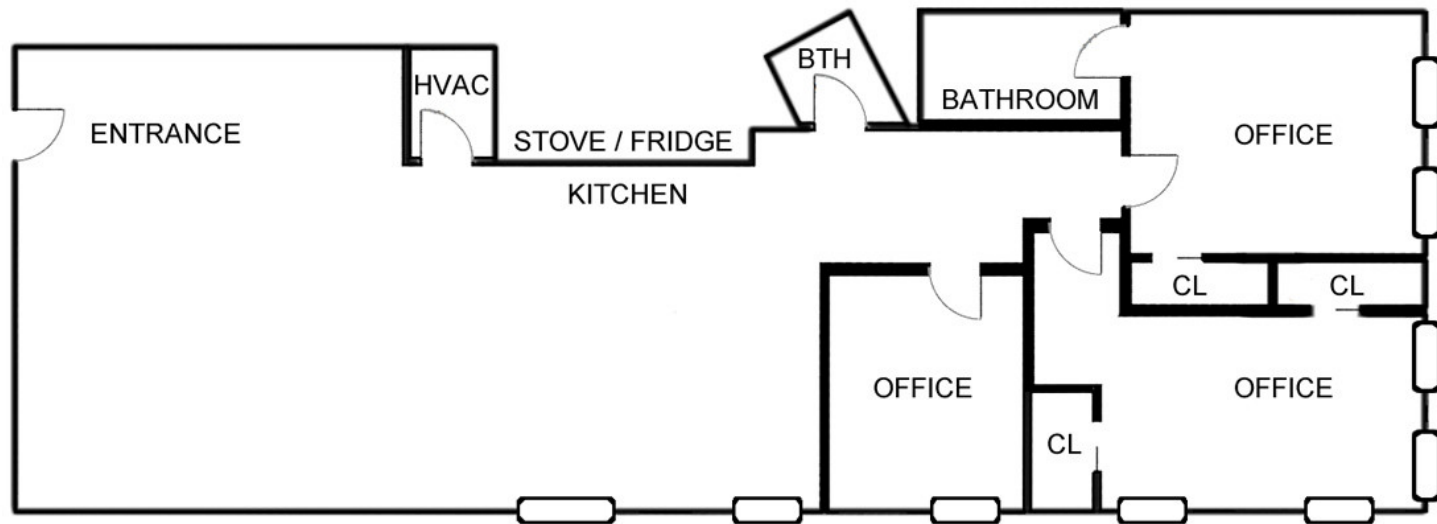 BTH
HVAC
BATHROOM
ENTRANCE
STOVE / FRIDGE
OFFICE
KITCHEN
CL
CL
OFFICE
OFFICE
CL